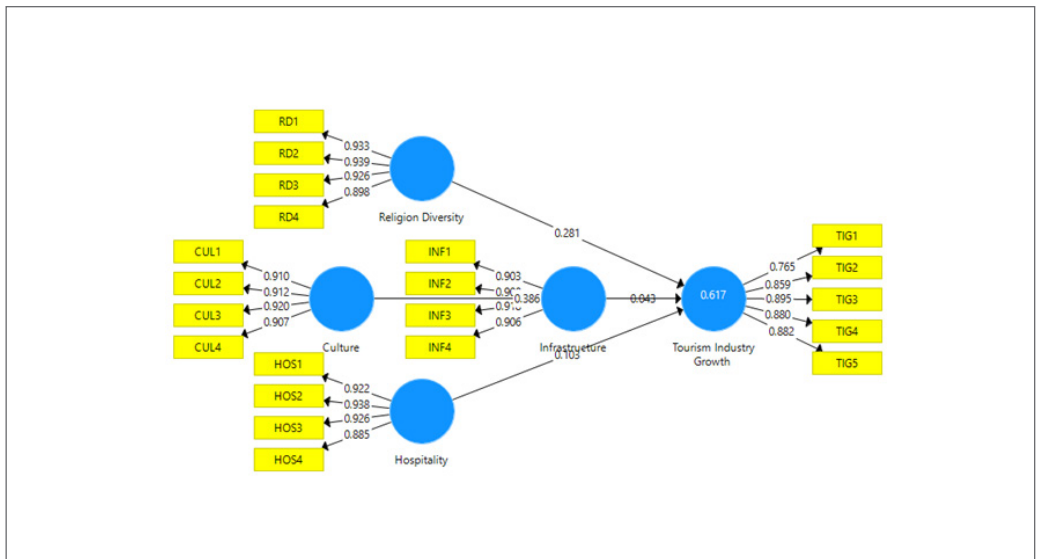 RD1
0.933
RD2
0.939
RD3
0.926
RD4
0.898
Religion Diversity
0.281
CUL1
0.910
CUL2
0.912
CUL3
0.920
CUL4
0.907
Culture
0.386
INF1
0.903
INF2
INF3
INF4
0.906
Infrastructure
0.043
HOS1
0.922
HOS2
0.938
HOS3
0.926
HOS4
0.885
Hospitality
0.103
0.617
Tourism Industry
Growth
TIG1
0.765
TIG2
0.859
TIG3
0.895
TIG4
0.880
TIG5
0.882